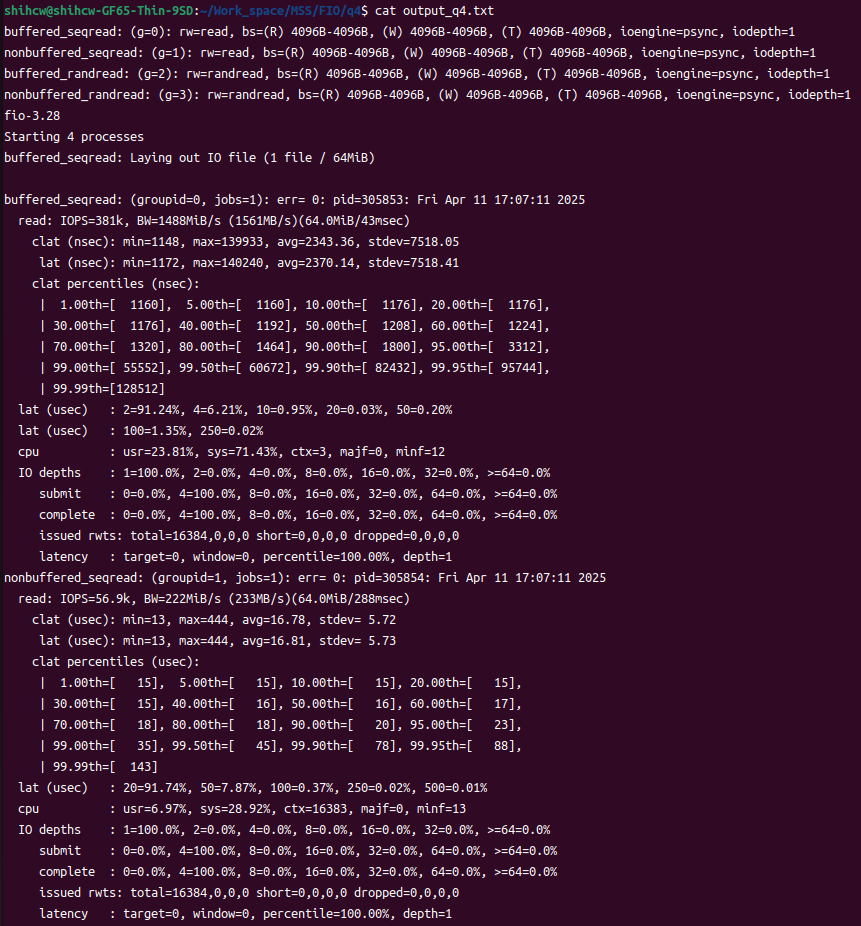 shihcw@shihcw-GF65-Thin-9SD:~/Work_space/MSS/FIO/q4$ cat output_q4.txt
buffered_seqread: (g=0): rw=read, bs=(R) 4096B-4096B, (W) 4096B-4096B, (T) 4096B-4096B, ioengine=psync, iodepth=1
nonbuffered_seqread: (g=1): rw=read, bs=(R) 4096B-4096B, (W) 4096B-4096B, (T) 4096B-4096B, ioengine=psync, iodepth=1
buffered_randread: (g=2): rw=randread, bs=(R) 4096B-4096B, (W) 4096B-4096B, (T) 4096B-4096B, ioengine=psync, iodepth=1
nonbuffered_randread: (g=3): rw=randread, bs=(R) 4096B-4096B, (W) 4096B-4096B, (T) 4096B-4096B, ioengine=psync, iodepth=1
fio-3.28
Starting 4 processes
buffered_seqread: Laying out IO file (1 file / 64MiB)

buffered_seqread: (groupid=0, jobs=1): err= 0: pid=305853: Fri Apr 11 17:07:11 2025
  read: IOPS=381k, BW=1488MiB/s (1561MB/s)(64.0MiB/43msec)
    clat (nsec): min=1148, max=139933, avg=2343.36, stdev=7518.05
     lat (nsec): min=1172, max=140240, avg=2370.14, stdev=7518.41
    clat percentiles (nsec):
     |  1.00th=[  1160],  5.00th=[  1160], 10.00th=[  1176], 20.00th=[  1176],
     | 30.00th=[  1176], 40.00th=[  1192], 50.00th=[  1208], 60.00th=[  1224],
     | 70.00th=[  1320], 80.00th=[  1464], 90.00th=[  1800], 95.00th=[  3312],
     | 99.00th=[ 55552], 99.50th=[ 60672], 99.90th=[ 82432], 99.95th=[ 95744],
     | 99.99th=[128512]
  lat (usec)   : 2=91.24%, 4=6.21%, 10=0.95%, 20=0.03%, 50=0.20%
  lat (usec)   : 100=1.35%, 250=0.02%
  cpu          : usr=23.81%, sys=71.43%, ctx=3, majf=0, minf=12
  IO depths    : 1=100.0%, 2=0.0%, 4=0.0%, 8=0.0%, 16=0.0%, 32=0.0%, >=64=0.0%
     submit    : 0=0.0%, 4=100.0%, 8=0.0%, 16=0.0%, 32=0.0%, 64=0.0%, >=64=0.0%
     complete  : 0=0.0%, 4=100.0%, 8=0.0%, 16=0.0%, 32=0.0%, 64=0.0%, >=64=0.0%
     issued rwts: total=16384,0,0,0 short=0,0,0,0 dropped=0,0,0,0
     latency   : target=0, window=0, percentile=100.00%, depth=1
nonbuffered_seqread: (groupid=1, jobs=1): err= 0: pid=305854: Fri Apr 11 17:07:11 2025
  read: IOPS=56.9k, BW=222MiB/s (233MB/s)(64.0MiB/288msec)
    clat (usec): min=13, max=444, avg=16.78, stdev= 5.72
     lat (usec): min=13, max=444, avg=16.81, stdev= 5.73
    clat percentiles (usec):
     |  1.00th=[   15],  5.00th=[   15], 10.00th=[   15], 20.00th=[   15],
     | 30.00th=[   15], 40.00th=[   16], 50.00th=[   16], 60.00th=[   17],
     | 70.00th=[   18], 80.00th=[   18], 90.00th=[   20], 95.00th=[   23],
     | 99.00th=[   35], 99.50th=[   45], 99.90th=[   78], 99.95th=[   88],
     | 99.99th=[  143]
  lat (usec)   : 20=91.74%, 50=7.87%, 100=0.37%, 250=0.02%, 500=0.01%
  cpu          : usr=6.97%, sys=28.92%, ctx=16383, majf=0, minf=13
  IO depths    : 1=100.0%, 2=0.0%, 4=0.0%, 8=0.0%, 16=0.0%, 32=0.0%, >=64=0.0%
     submit    : 0=0.0%, 4=100.0%, 8=0.0%, 16=0.0%, 32=0.0%, 64=0.0%, >=64=0.0%
     complete  : 0=0.0%, 4=100.0%, 8=0.0%, 16=0.0%, 32=0.0%, 64=0.0%, >=64=0.0%
     issued rwts: total=16384,0,0,0 short=0,0,0,0 dropped=0,0,0,0
     latency   : target=0, window=0, percentile=100.00%, depth=1